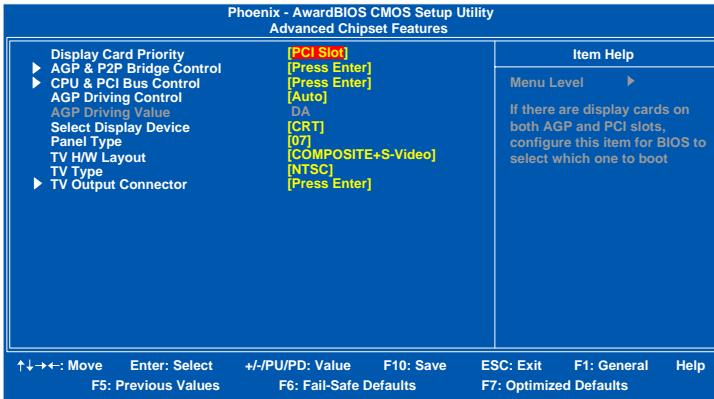 Phoenix - AwardBIOS CMOS Setup Utility
Advanced Chipset Features
Display Card Priority [PCI Slot]
AGP & P2P Bridge Control [Press Enter]
CPU & PCI Bus Control [Press Enter]
AGP Driving Control [Auto]
AGP Driving Value DA
Select Display Device [CRT]
Panel Type [07]
TV H/W Layout [COMPOSITE+S-Video]
TV Type [NTSC]
TV Output Connector [Press Enter]
Item Help
Menu Level
If there are display cards on
both AGP and PCI slots,
configure this item for BIOS to
select which one to boot
↑↓→←: Move Enter: Select +/-/PU/PD: Value F10: Save ESC: Exit F1: General Help
F5: Previous Values F6: Fail-Safe Defaults F7: Optimized Defaults